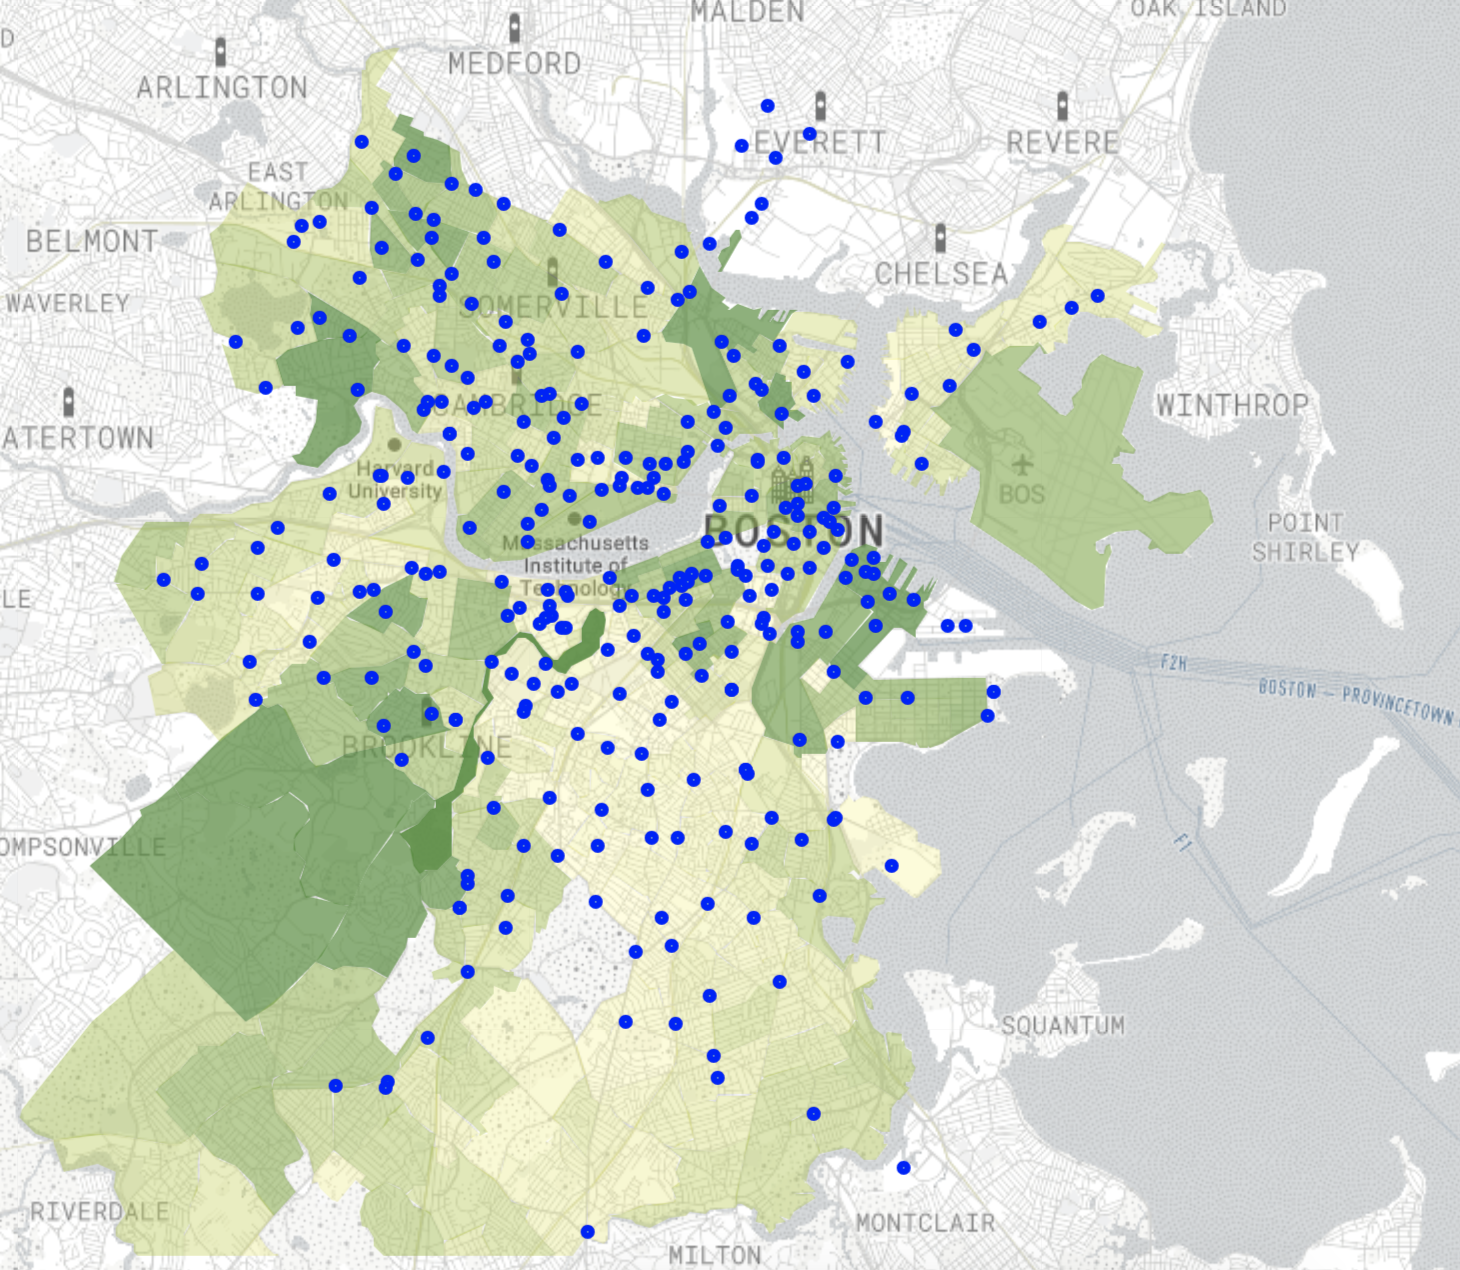 MALDEN
OAK ISLAND
D
MEDFORD
ARLINGTON
EVERETT
REVERE
EAST
ARLINGTON
BELMONT
CHELSEA
WAVERLEY
SOMERVILLE
WINTHROP
CAMBRIDGE
ATERTOWN
Harvard
University
BOS
BOSTON
POINT
SHIRLEY
Massachusetts
Institute of
Technology
LE
F2H
BOSTON — PROVINCETOWN
BROOKLINE
OMPSONVILLE
F1
SQUANTUM
RIVERDALE
MONTCLAIR
MILTON